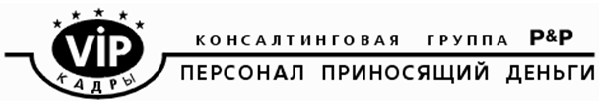 ViP
КАДРЫ
КОНСАЛТИНГОВАЯ ГРУППА P&P
ПЕРСОНАЛ ПРИНОСЯЩИЙ ДЕНЬГИ